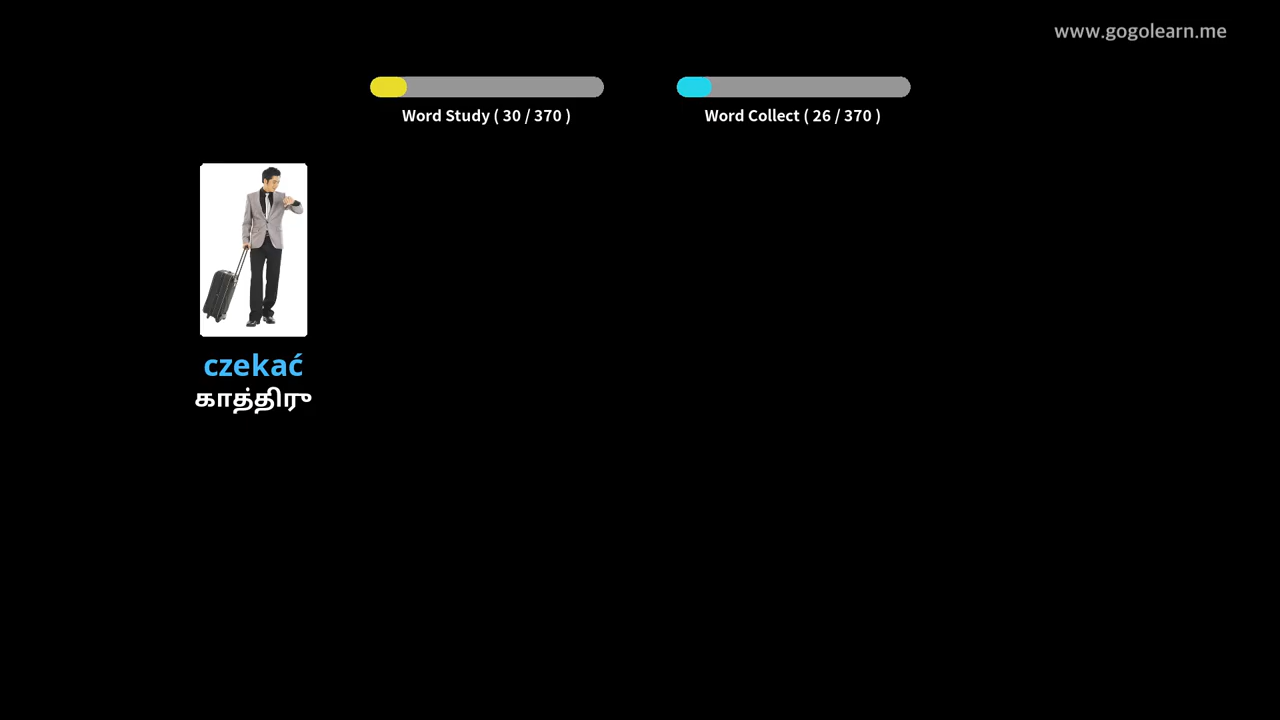 www.gogolearn.me
Word Study ( 30 / 370 )
Word Collect ( 26 / 370 )
czekać
காத்திரு